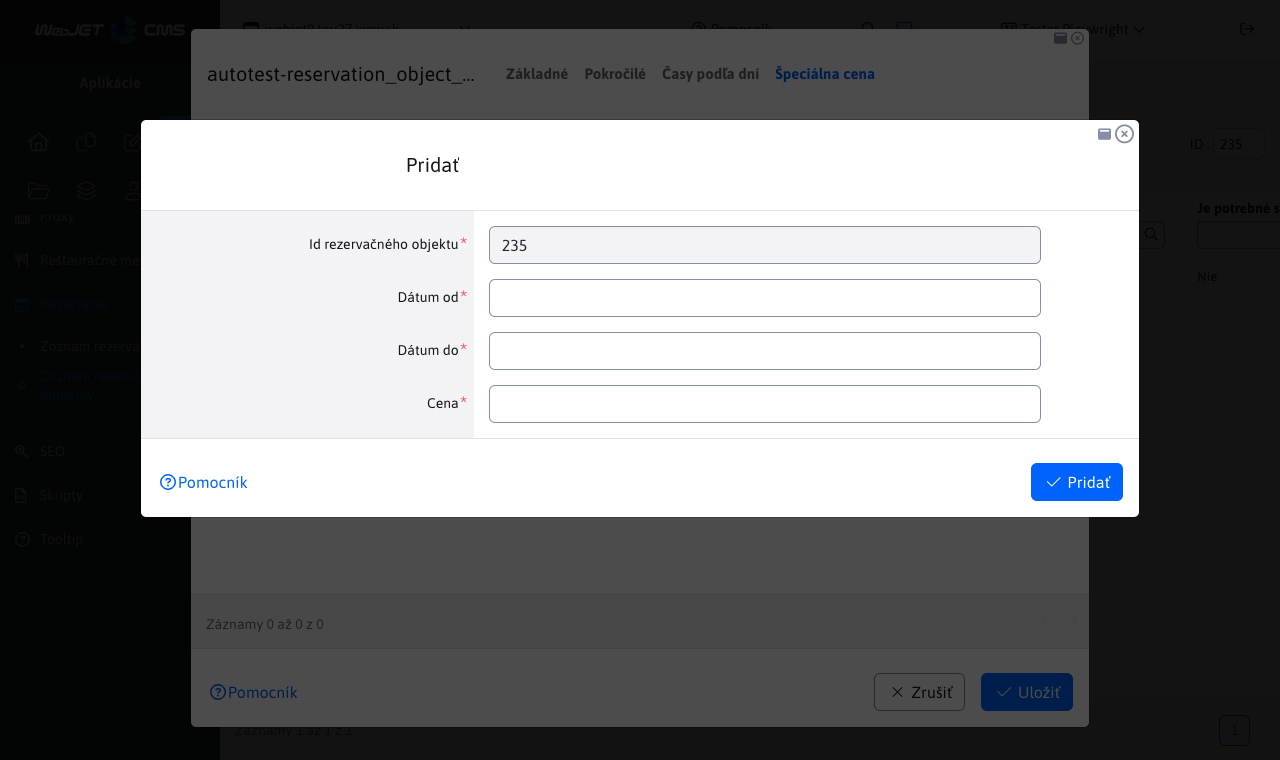 WebJET CMS
Pomocník
Tester Playwright
Aplikácie
autotest-reservation_object_...
Základné
Pokročilé
Časy podľa dní
Špeciálna cena
ID :
235
Pridať
Je potrebné s
Id rezervačného objektu*
235
Reštauračné me
Nie
Dátum od*
Dátum do*
Cena*
SEO
Skripty
Tooltip
Pomocník
Pridať
Záznamy 0 až 0 z 0
Pomocník
Zrušiť
Uložiť
Záznamy 1 až 1 z 1
1